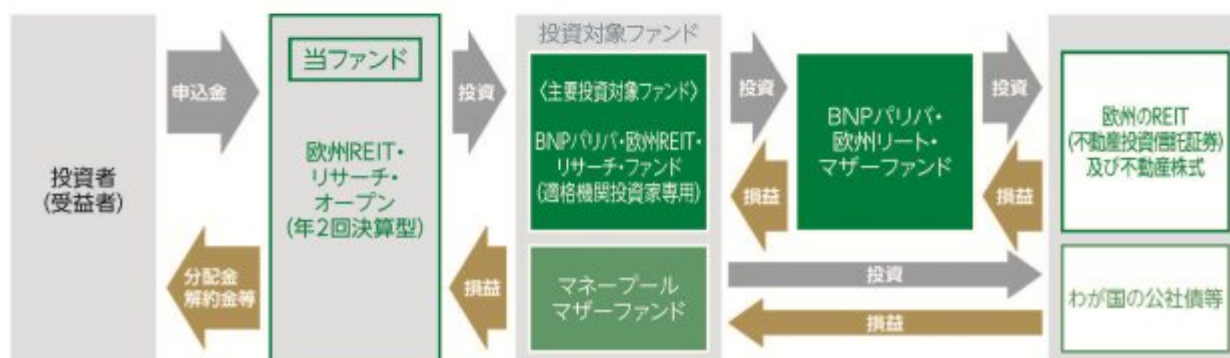 投資者
(受益者)
申込金
分配金
解約金等
当ファンド
欧州REIT・
リサーチ・
オープン
(年2回決算型)
投資
損益
投資対象ファンド
〈主要投資対象ファンド〉
BNPパリバ・欧州REIT・
リサーチ・ファンド
(適格機関投資家専用)
マネープール
マザーファンド
投資
損益
BNPパリバ・
欧州リート・
マザーファンド
投資
損益
投資
損益
欧州のREIT
(不動産投資信託証券)
及び不動産株式
わが国の公社債等